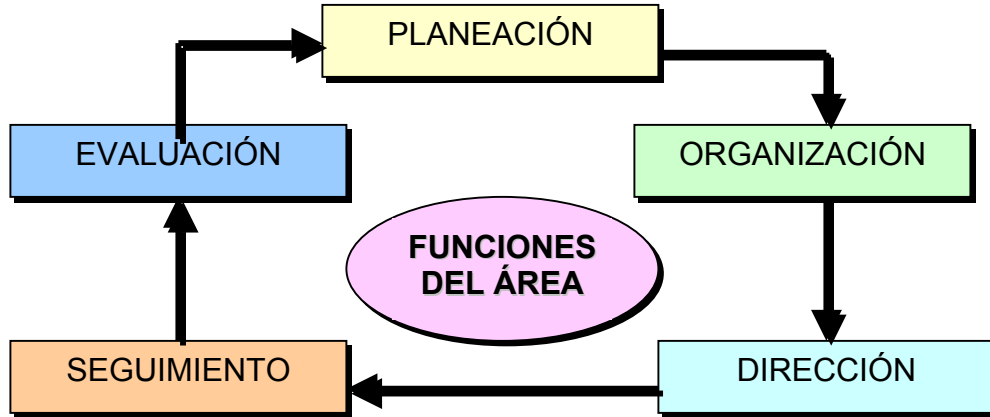 PLANEACIÓN
EVALUACIÓN
ORGANIZACIÓN
FUNCIONES
DEL ÁREA
SEGUIMIENTO
DIRECCIÓN